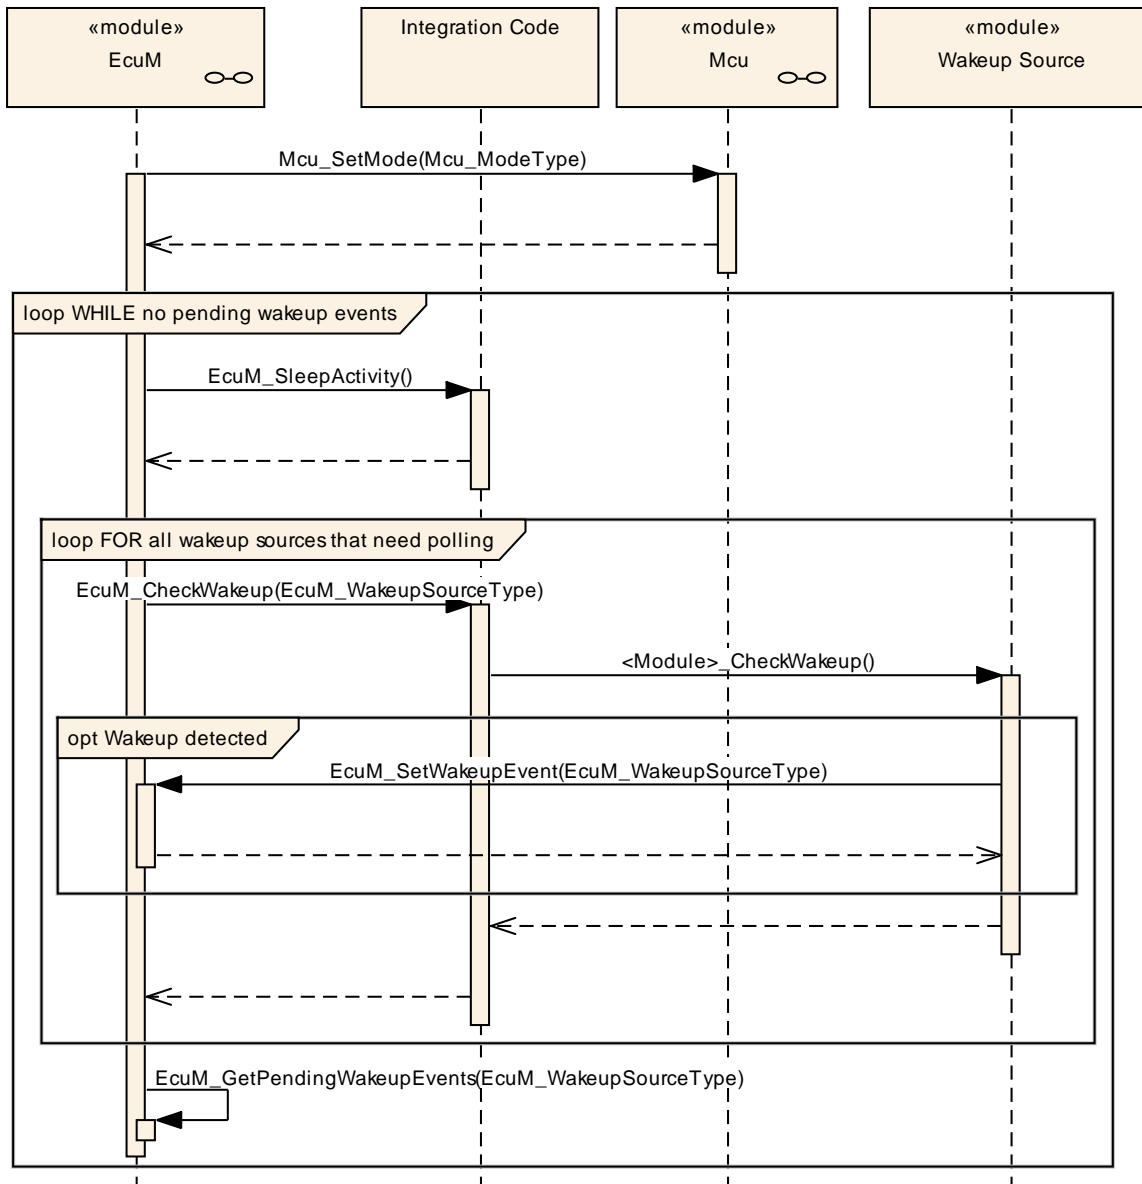 «module»
EcuM
Integration Code
«module»
Mcu
«module»
Wakeup Source
Mcu_SetMode(Mcu_ModeType)
loop WHILE no pending wakeup events
EcuM_SleepActivity()
loop FOR all wakeup sources that need polling
EcuM_CheckWakeup(EcuM_WakeupSourceType)
<Module>_CheckWakeup()
opt Wakeup detected
EcuM_SetWakeupEvent(EcuM_WakeupSourceType)
EcuM_GetPendingWakeupEvents(EcuM_WakeupSourceType)